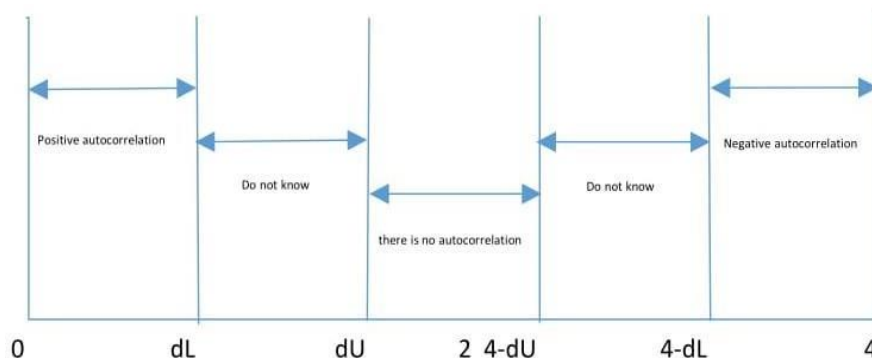 Positive autocorrelation
Negative autocorrelation
Do not know
Do not know
there is no autocorrelation
0 dL dU 2 4-dU 4-dL 4